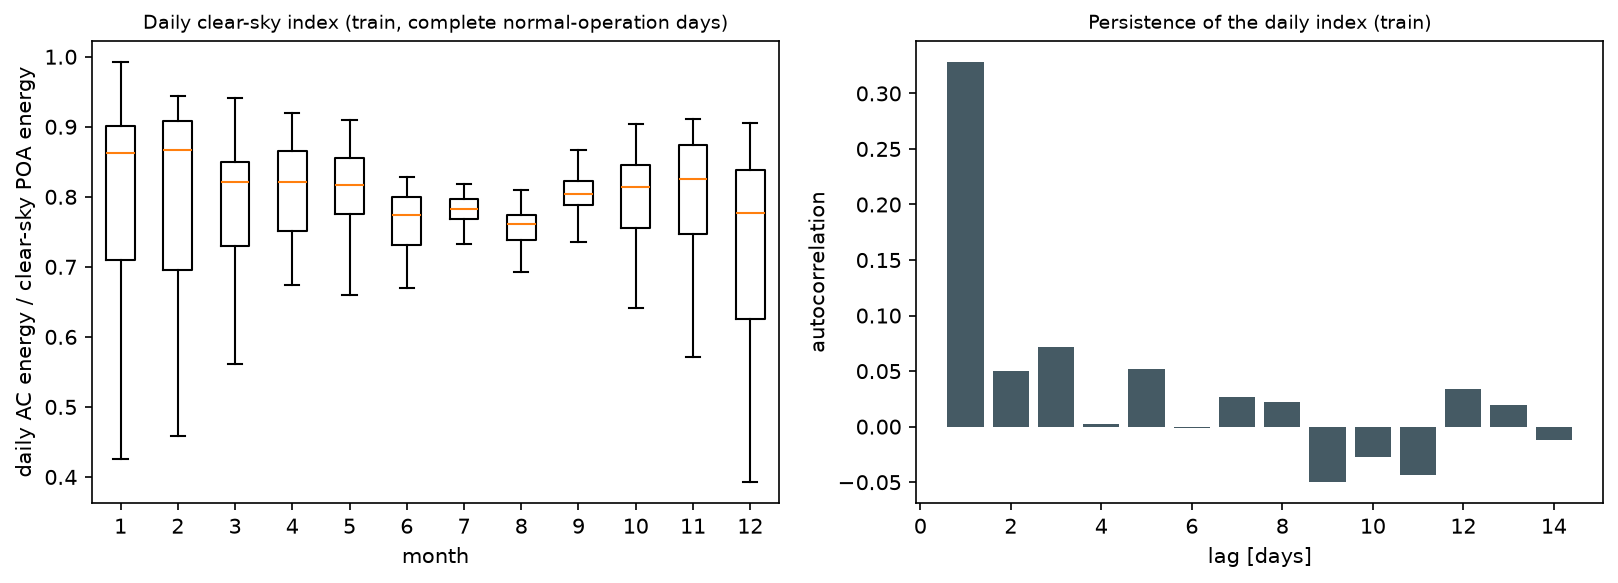 Daily clear-sky index (train, complete normal-operation days)
daily AC energy / clear-sky POA energy
1.0
0.9
0.8
0.7
0.6
0.5
0.4
1 2 3 4 5 6 7 8 9 10 11 12
month
Persistence of the daily index (train)
autocorrelation
0.30
0.25
0.20
0.15
0.10
0.05
0.00
−0.05
0 2 4 6 8 10 12 14
lag [days]